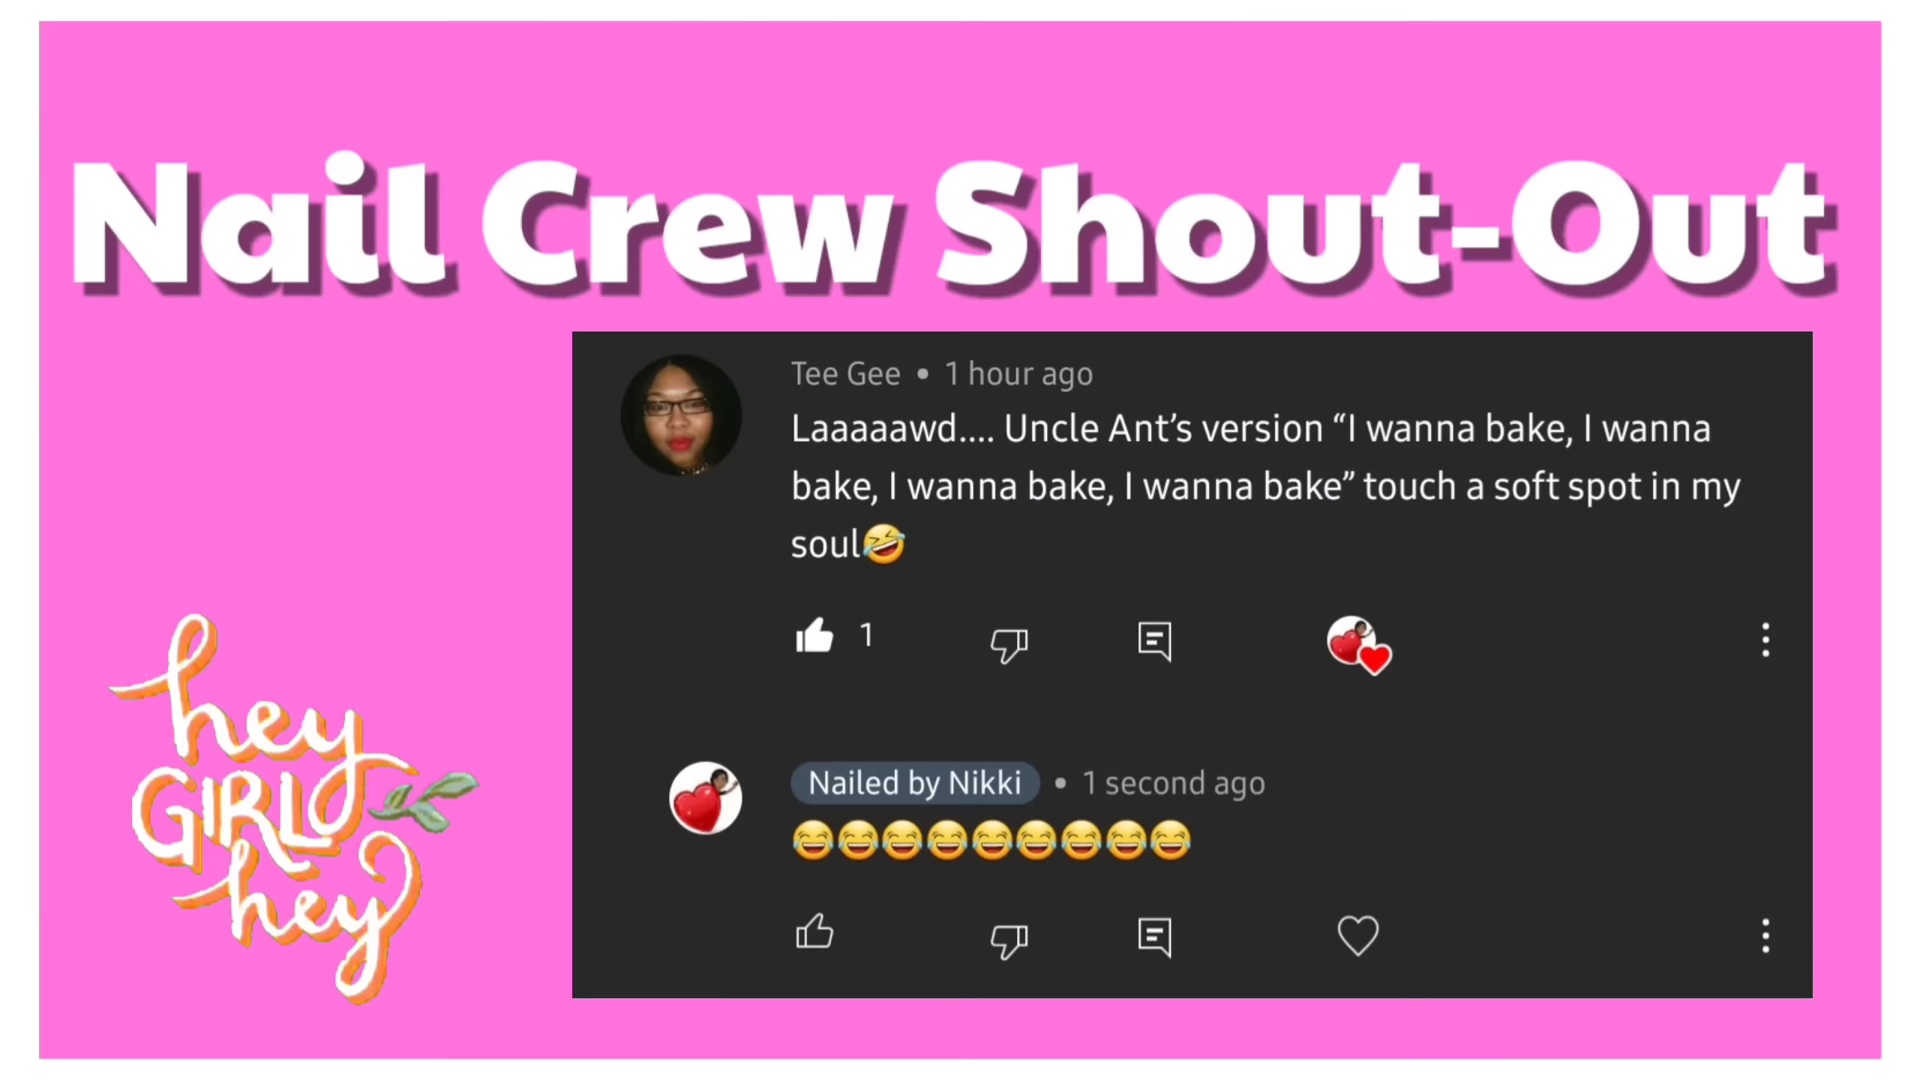 Nail Crew Shout-Out
Tee Gee • 1 hour ago
Laaaaawd.... Uncle Ant’s version “I wanna bake, I wanna
bake, I wanna bake, I wanna bake” touch a soft spot in my
soul🤣
1
Nailed by Nikki • 1 second ago
😂😂😂😂😂😂😂😂😂
hey
GIRL
hey